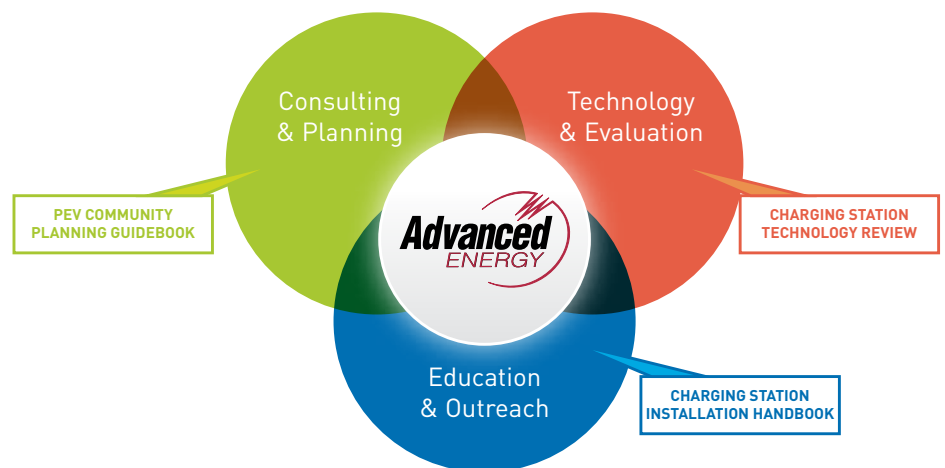 Consulting
& Planning
Technology
& Evaluation
PEV COMMUNITY
PLANNING GUIDEBOOK
Advanced
ENERGY
CHARGING STATION
TECHNOLOGY REVIEW
Education
& Outreach
CHARGING STATION
INSTALLATION HANDBOOK